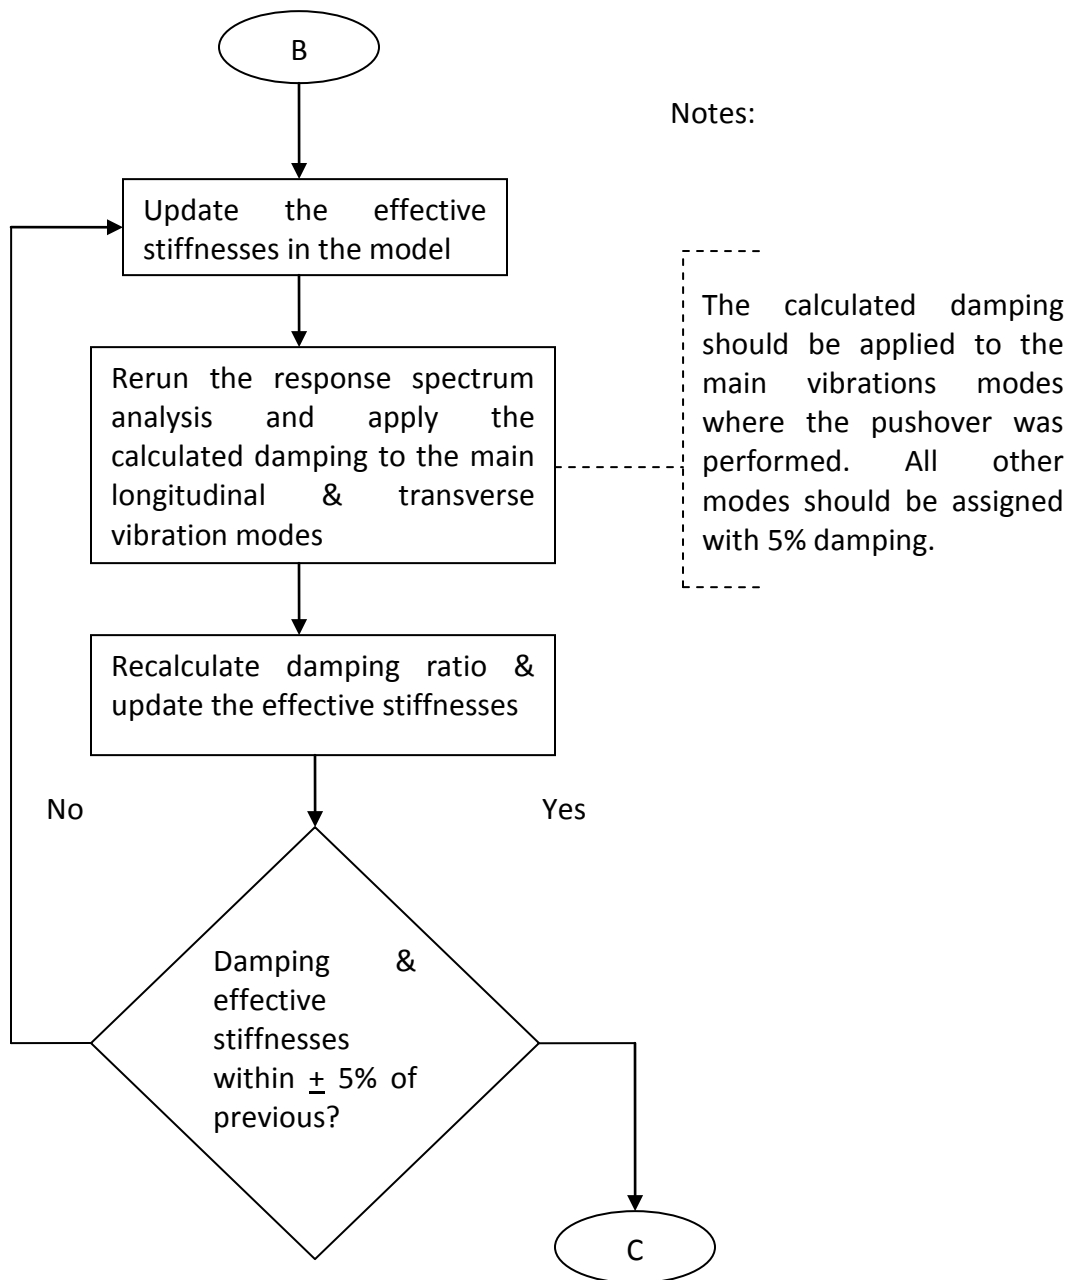 B
Notes:
Update the effective
stiffnesses in the model
Rerun the response spectrum
analysis and apply the
calculated damping to the main
longitudinal & transverse
vibration modes
The calculated damping
should be applied to the
main vibrations modes
where the pushover was
performed. All other
modes should be assigned
with 5% damping.
Recalculate damping ratio &
update the effective stiffnesses
No
Yes
Damping &
effective
stiffnesses
within ± 5% of
previous?
C